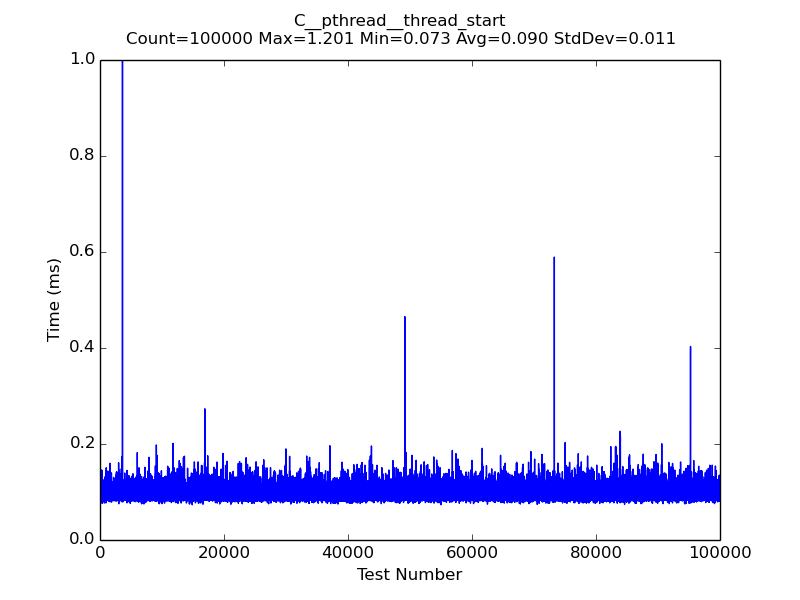 C__pthread__thread_start
Count=100000 Max=1.201 Min=0.073 Avg=0.090 StdDev=0.011
1.0
0.8
0.6
0.4
0.2
0.0
Time (ms)
0 20000 40000 60000 80000 100000
Test Number